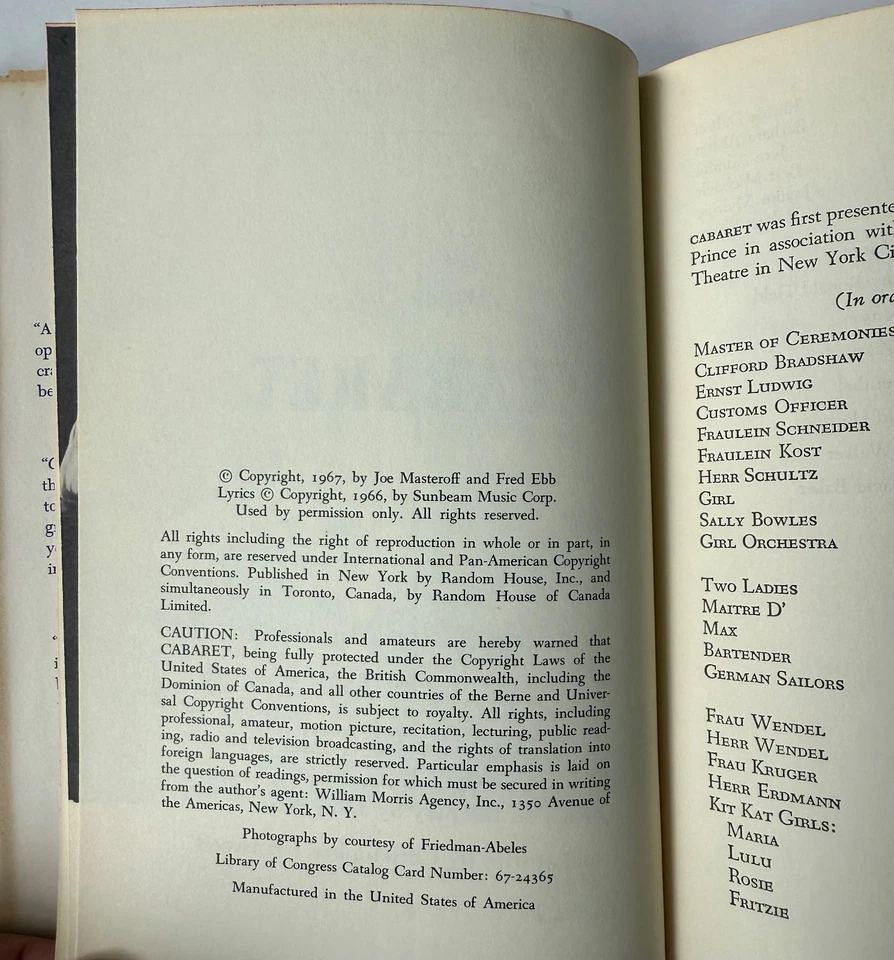 “A
op
cra
be
th
to
g
y
in
© Copyright, 1967, by Joe Masteroff and Fred Ebb
Lyrics © Copyright, 1966, by Sunbeam Music Corp.
Used by permission only. All rights reserved.
All rights including the right of reproduction in whole or in part, in
any form, are reserved under International and Pan-American Copyright
Conventions. Published in New York by Random House, Inc., and
simultaneously in Toronto, Canada, by Random House of Canada
Limited.
CAUTION: Professionals and amateurs are hereby warned that
CABARET, being fully protected under the Copyright Laws of the
United States of America, the British Commonwealth, including the
Dominion of Canada, and all other countries of the Berne and Univer-
sal Copyright Conventions, is subject to royalty. All rights, including
professional, amateur, motion picture, recitation, lecturing, public read-
ing, radio and television broadcasting, and the rights of translation into
foreign languages, are strictly reserved. Particular emphasis is laid on
the question of readings, permission for which must be secured in writing
from the author's agent: William Morris Agency, Inc., 1350 Avenue of
the Americas, New York, N. Y.
Photographs by courtesy of Friedman-Abeles
Library of Congress Catalog Card Number: 67-24365
Manufactured in the United States of America
CABARET was first presente
Prince in association wit
Theatre in New York Ci
(In ord
MASTER OF CEREMONIES
CLIFFORD BRADSHAW
ERNST LUDWIG
CUSTOMS OFFICER
FRAULEIN SCHNEIDER
FRAULEIN KOST
HERR SCHULTZ
GIRL
SALLY BOWLES
GIRL ORCHESTRA
TWO LADIES
MAITRE D'
MAX
BARTENDER
GERMAN SAILORS
FRAU WENDEL
HERR WENDEL
FRAU KRUGER
HERR ERDMANN
KIT KAT GIRLS:
MARIA
LULU
ROSIE
FRITZIE